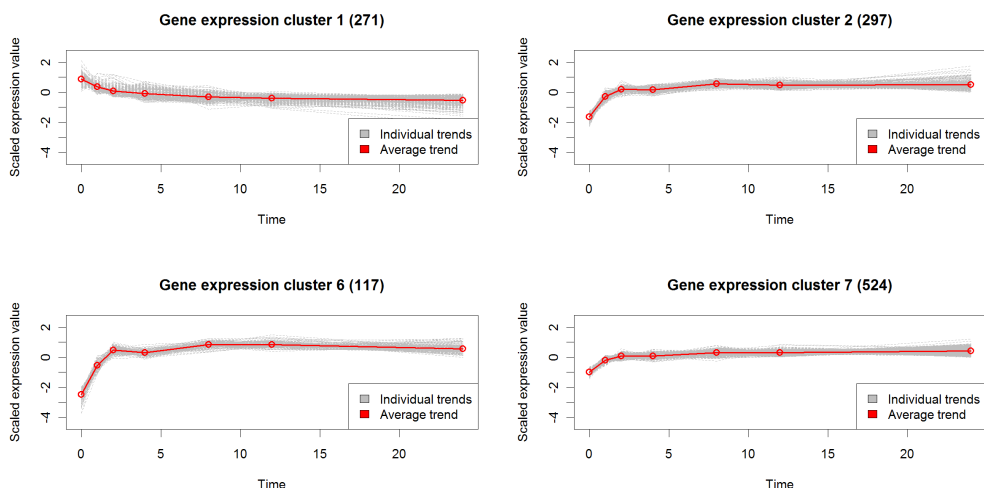 Gene expression cluster 1 (271)
Scaled expression value
2
0
-2
-4
Individual trends
Average trend
0 5 10 15 20
Time
Gene expression cluster 2 (297)
Scaled expression value
2
0
-2
-4
Individual trends
Average trend
0 5 10 15 20
Time
Gene expression cluster 6 (117)
Scaled expression value
2
0
-2
-4
Individual trends
Average trend
0 5 10 15 20
Time
Gene expression cluster 7 (524)
Scaled expression value
2
0
-2
-4
Individual trends
Average trend
0 5 10 15 20
Time